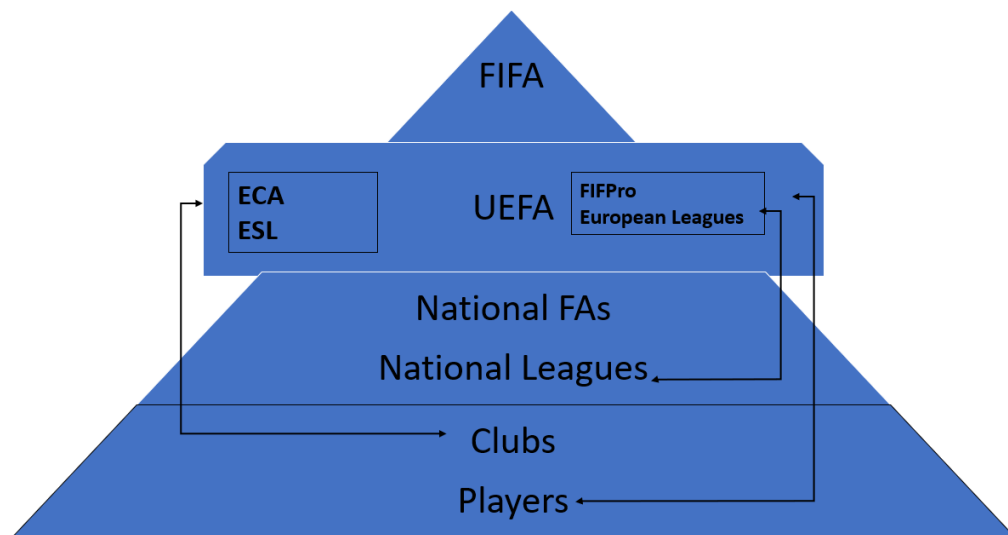 FIFA
ECA
ESL
UEFA
FIFPro
European Leagues
National FAs
National Leagues
Clubs
Players